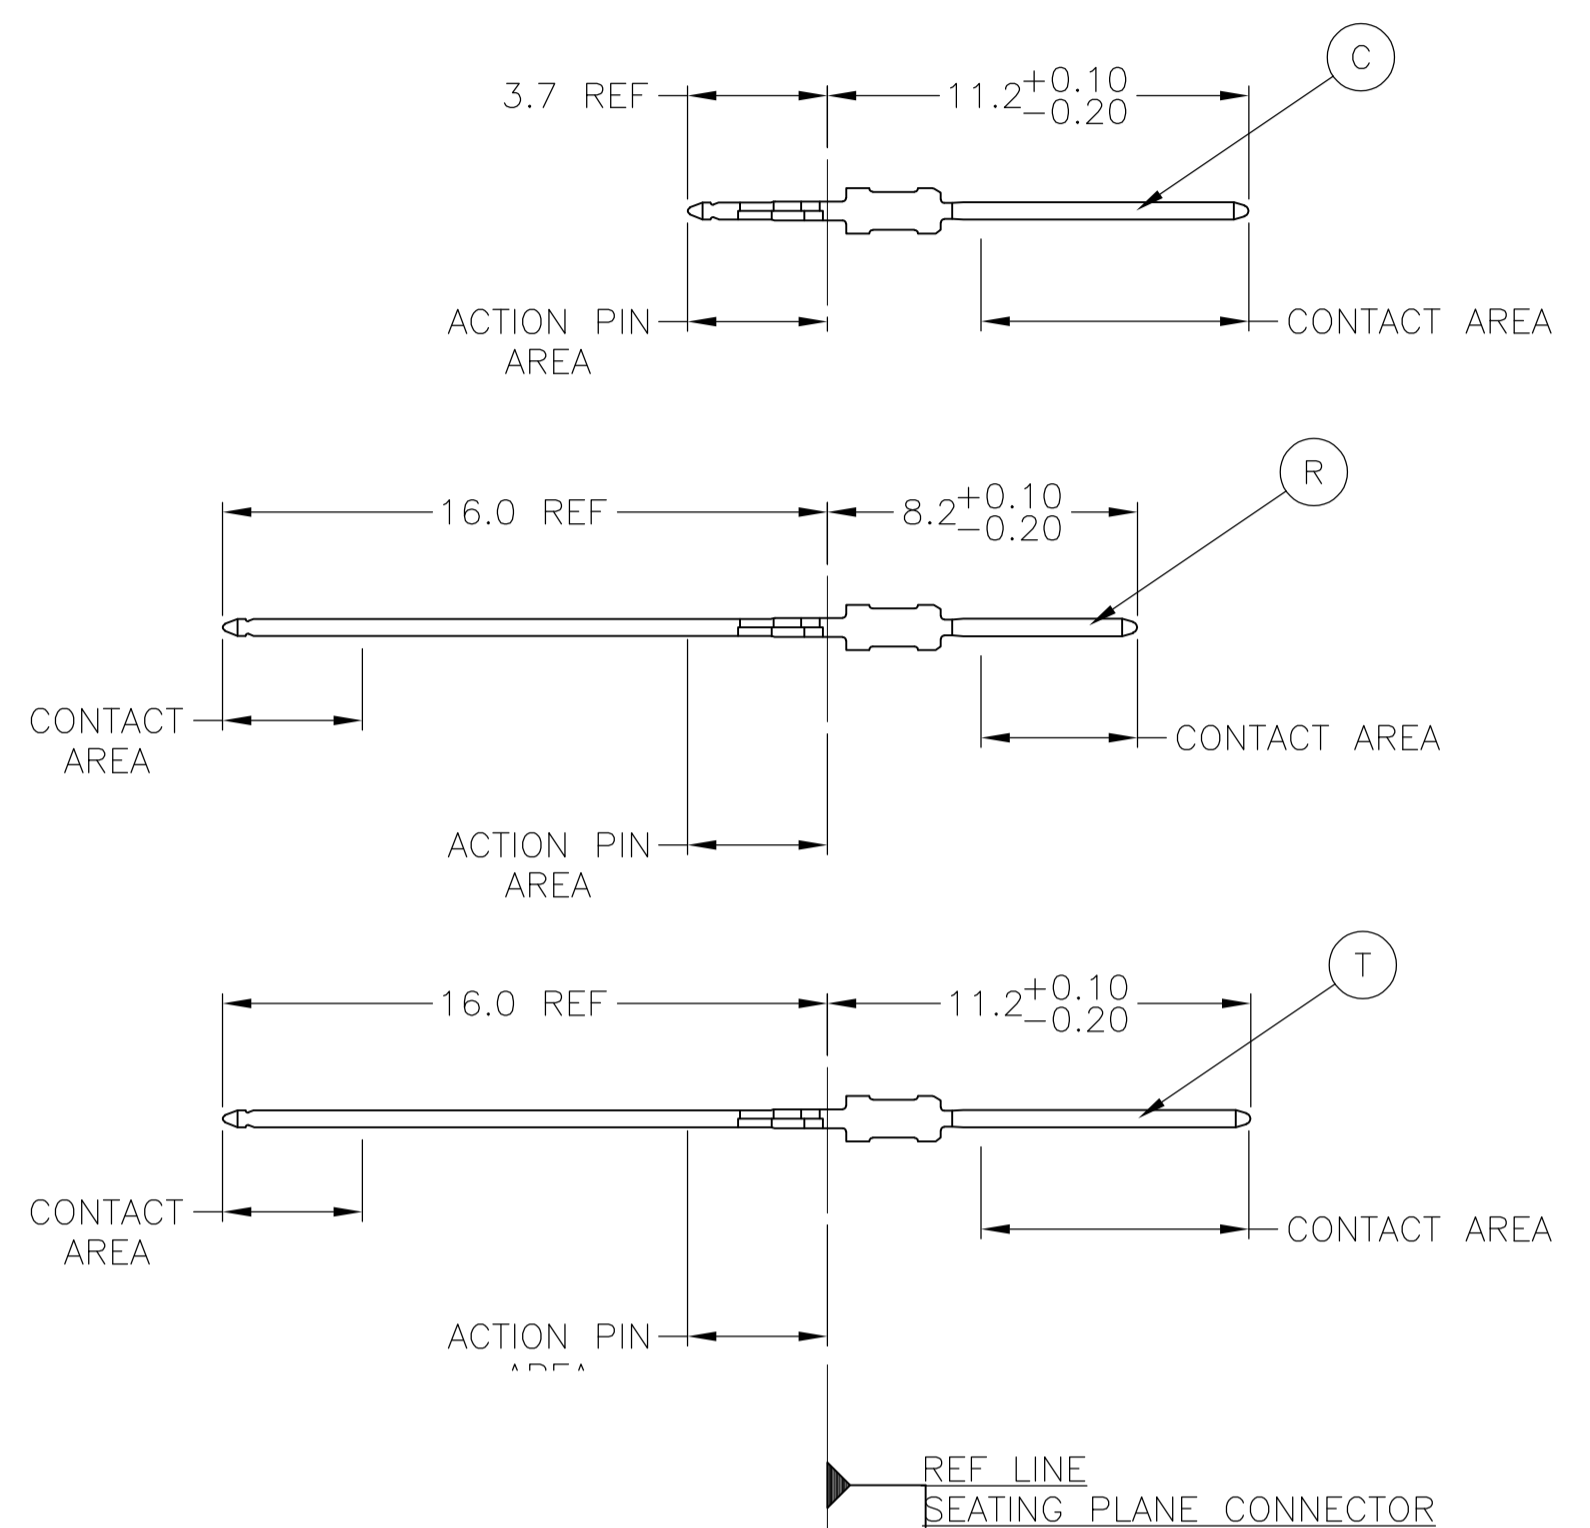 C
3.7 REF
11.2 +0.10 -0.20
ACTION PIN
AREA
CONTACT AREA
R
16.0 REF
8.2 +0.10 -0.20
CONTACT
AREA
CONTACT AREA
ACTION PIN
AREA
T
16.0 REF
11.2 +0.10 -0.20
CONTACT
AREA
CONTACT AREA
ACTION PIN
REF LINE
SEATING PLANE CONNECTOR